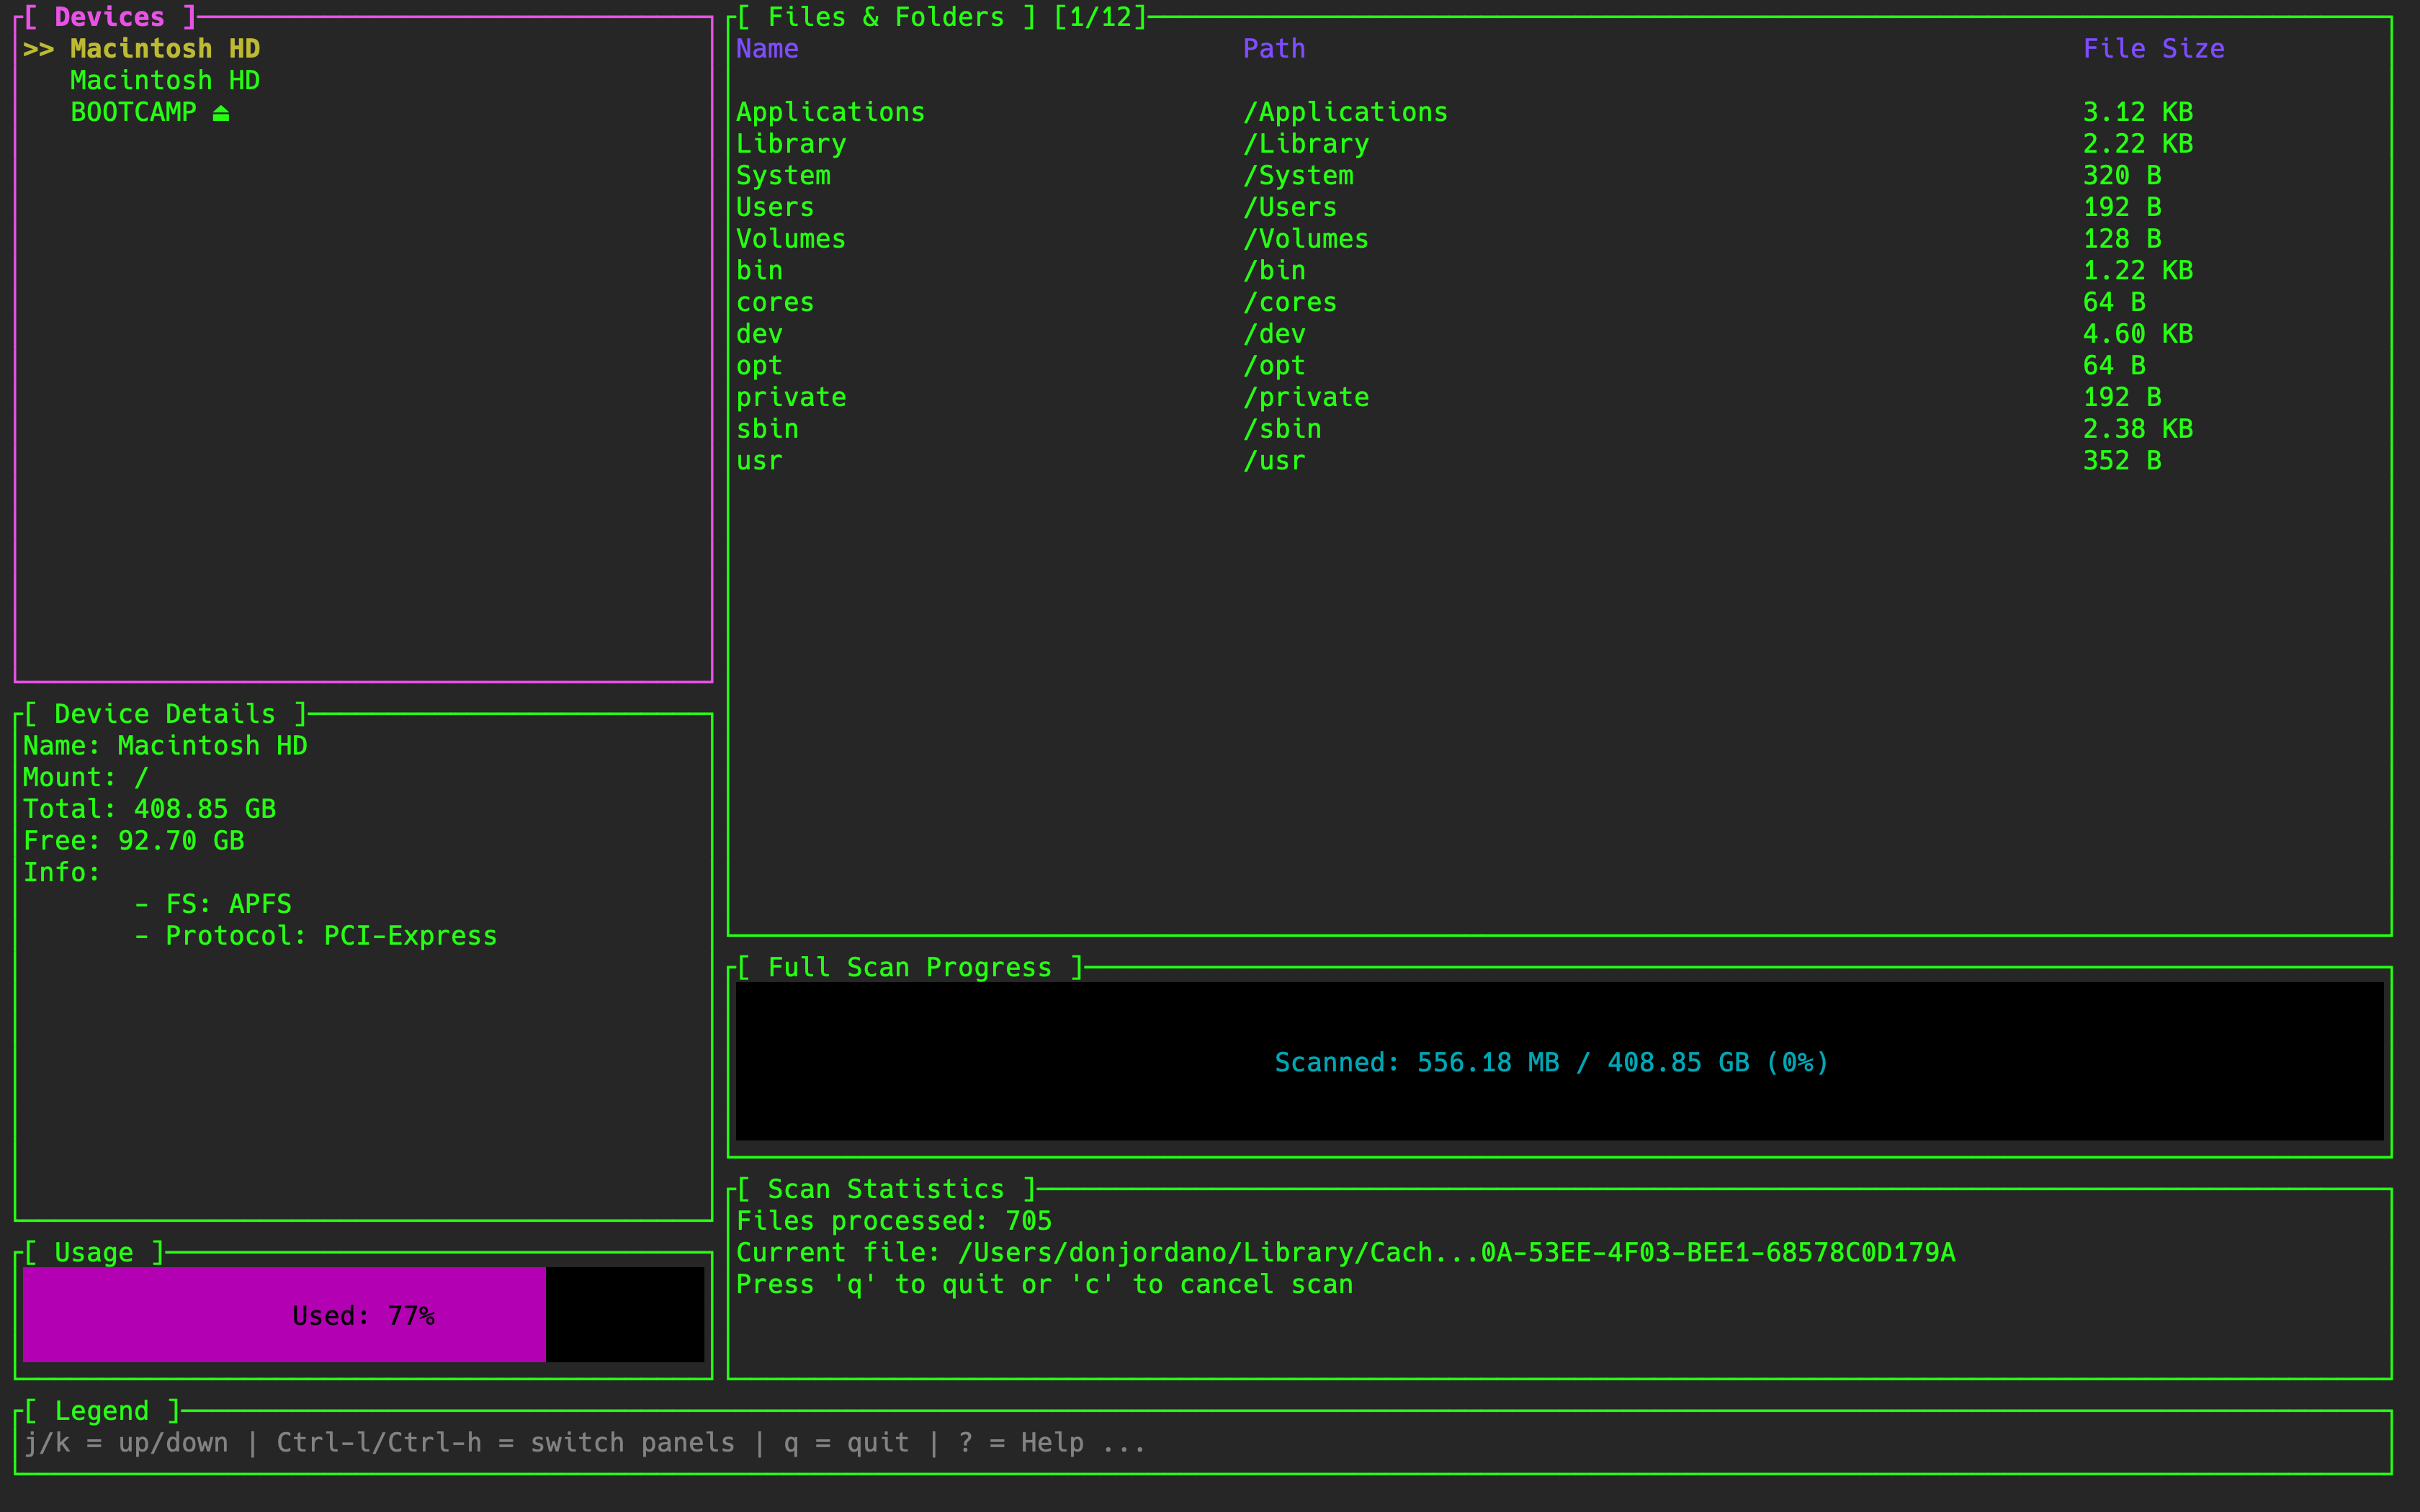 [ Devices ]
>> Macintosh HD
Macintosh HD
BOOTCAMP ⏏
[ Device Details ]
Name: Macintosh HD
Mount: /
Total: 408.85 GB
Free: 92.70 GB
Info:
- FS: APFS
- Protocol: PCI-Express
[ Usage ]
Used: 77%
[ Files & Folders ] [1/12]
Name Path File Size
Applications /Applications 3.12 KB
Library /Library 2.22 KB
System /System 320 B
Users /Users 192 B
Volumes /Volumes 128 B
bin /bin 1.22 KB
cores /cores 64 B
dev /dev 4.60 KB
opt /opt 64 B
private /private 192 B
sbin /sbin 2.38 KB
usr /usr 352 B
[ Full Scan Progress ]
Scanned: 556.18 MB / 408.85 GB (0%)
[ Scan Statistics ]
Files processed: 705
Current file: /Users/donjordano/Library/Cach...0A-53EE-4F03-BEE1-68578C0D179A
Press 'q' to quit or 'c' to cancel scan
[ Legend ]
j/k = up/down | Ctrl-l/Ctrl-h = switch panels | q = quit | ? = Help ...